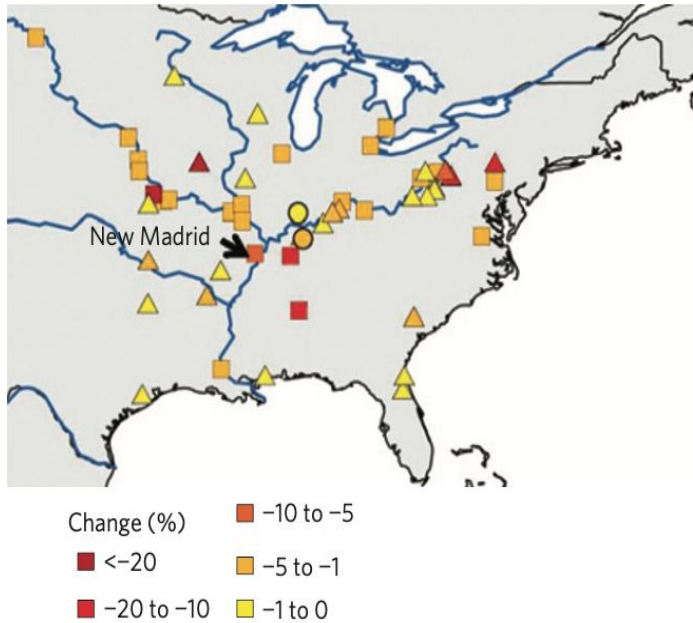 New Madrid
Change (%)
<–20
–20 to –10
–10 to –5
–5 to –1
–1 to 0